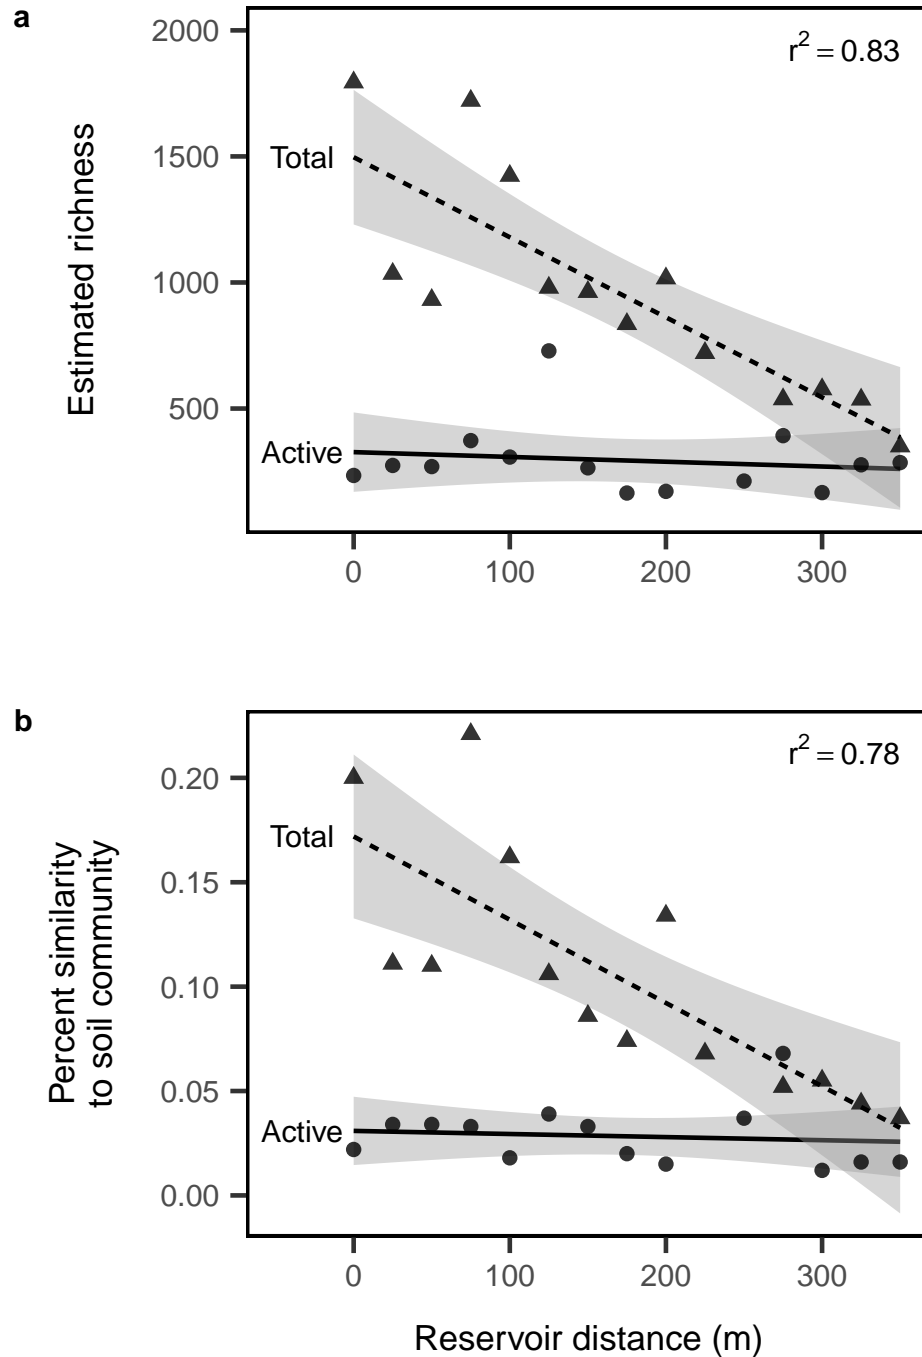 a
r² = 0.83
2000
1500
1000
500
Estimated richness
Total
Active
0 100 200 300
b
r² = 0.78
0.20
0.15
0.10
0.05
0.00
Percent similarity
to soil community
Total
Active
0 100 200 300
Reservoir distance (m)